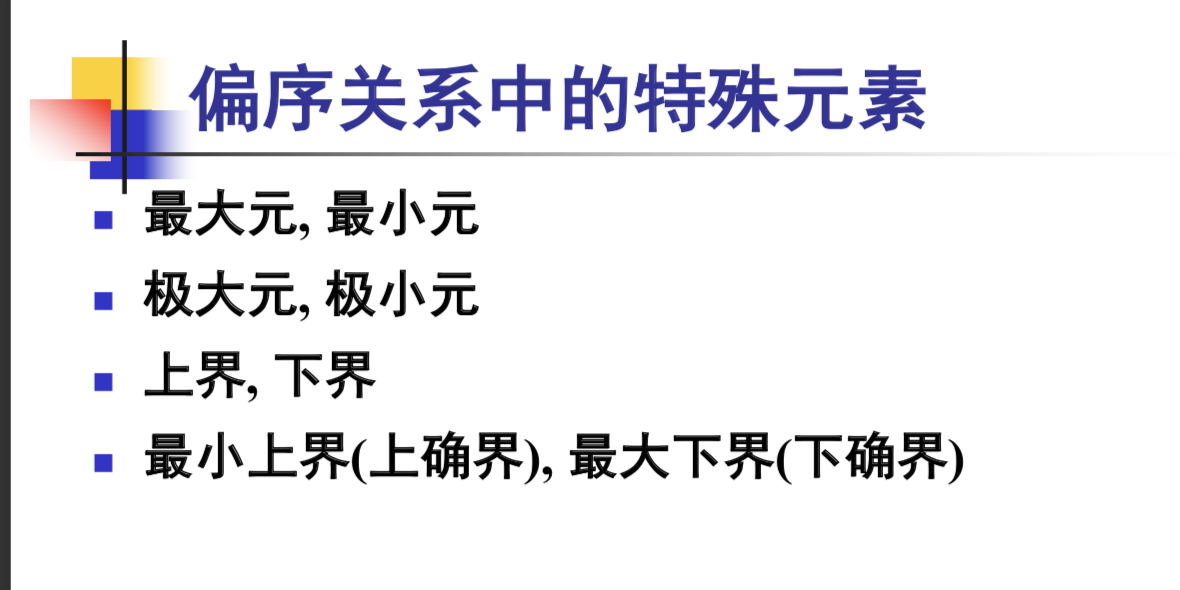 偏序关系中的特殊元素
最大元, 最小元
极大元, 极小元
上界, 下界
最小上界(上确界), 最大下界(下确界)